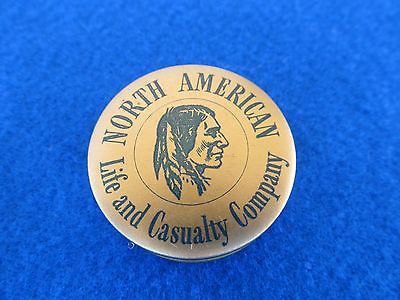 NORTH AMERICAN
Life and Casualty Company